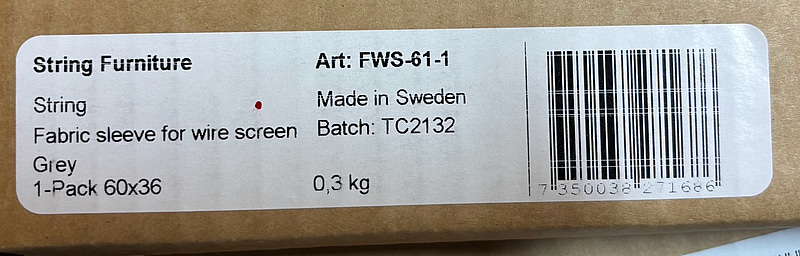 String Furniture
Art: FWS-61-1
String
Made in Sweden
Fabric sleeve for wire screen
Batch: TC2132
Grey
1-Pack 60x36
0,3 kg
7 350038 271686